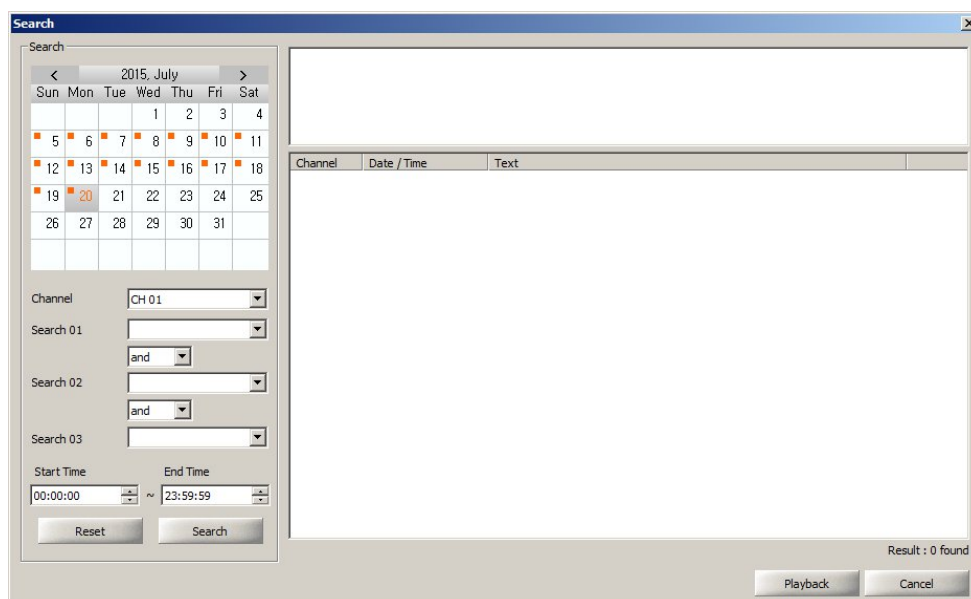 Search
Search
< 2015, July >
Sun Mon Tue Wed Thu Fri Sat
1 2 3 4
5 6 7 8 9 10 11
12 13 14 15 16 17 18
19 20 21 22 23 24 25
26 27 28 29 30 31
Channel CH 01
Search 01
and
Search 02
and
Search 03
Start Time End Time
00:00:00 ~ 23:59:59
Reset Search
Channel Date / Time Text
Result : 0 found
Playback Cancel